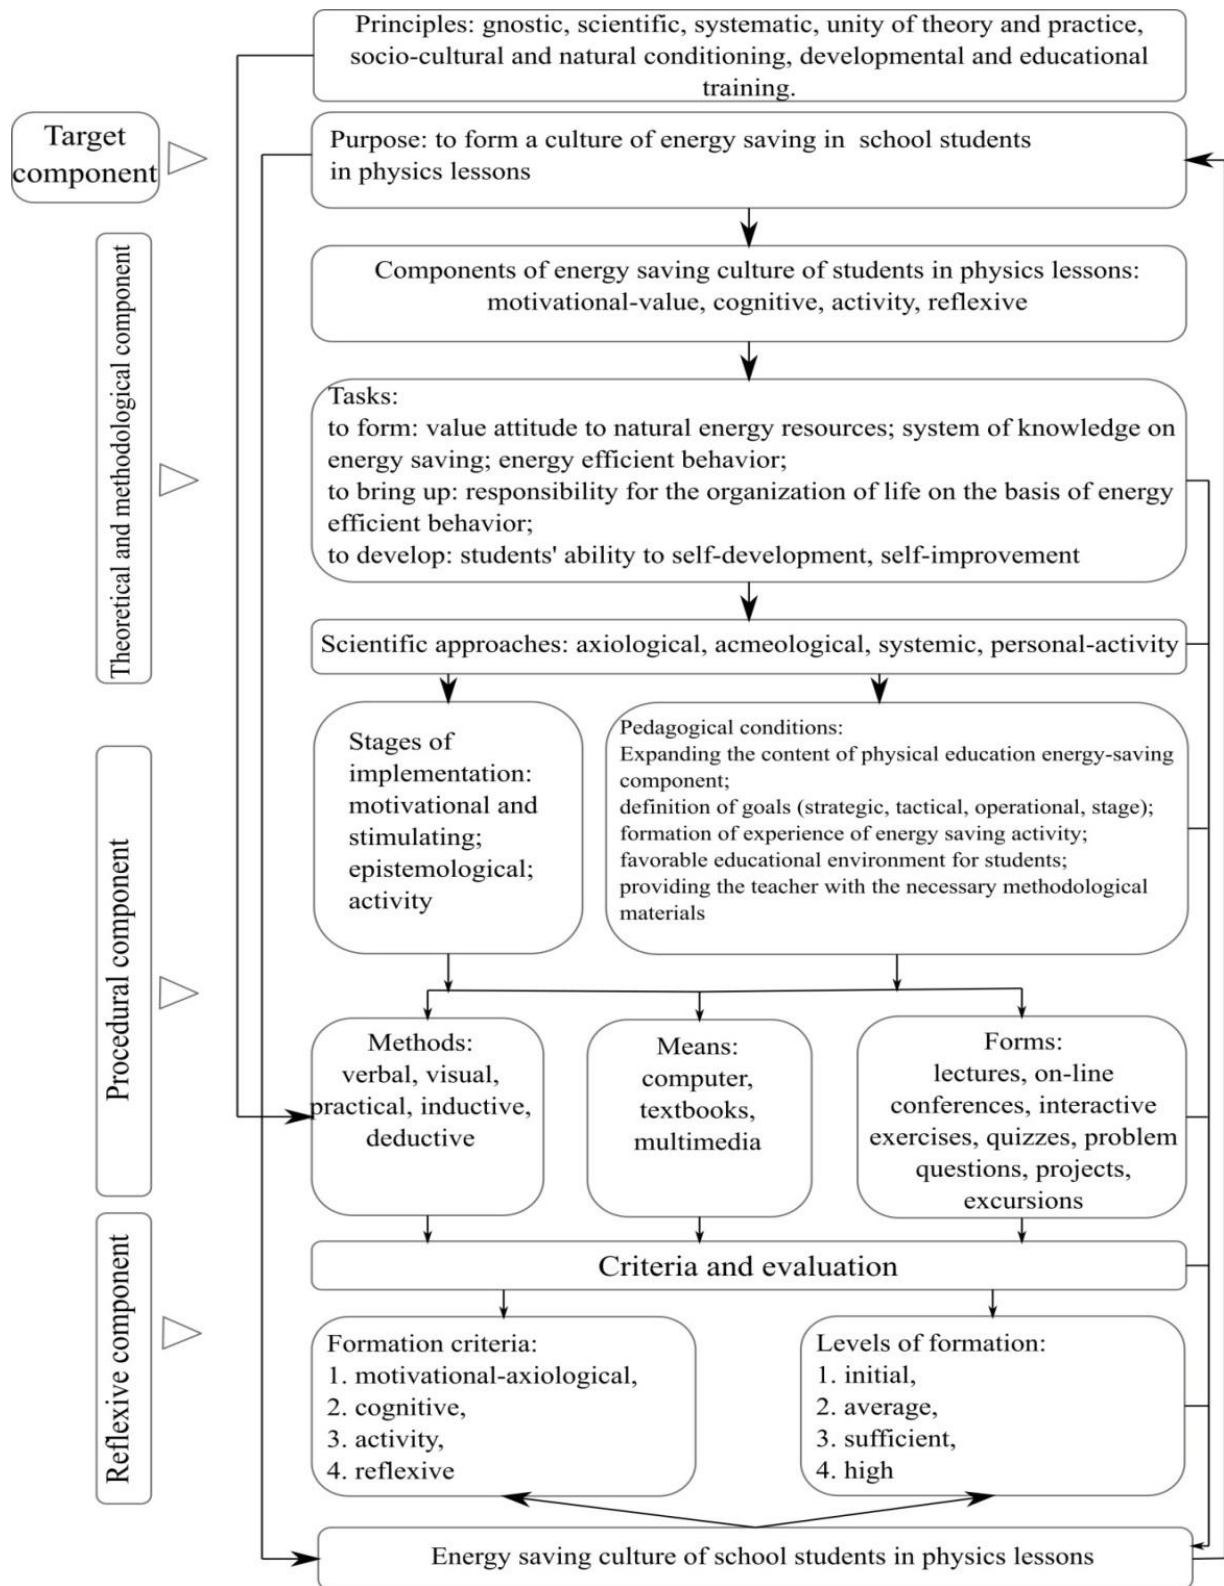 Principles: gnostic, scientific, systematic, unity of theory and practice,
socio-cultural and natural conditioning, developmental and educational
training.
Target
component
Purpose: to form a culture of energy saving in school students
in physics lessons
Theoretical and methodological component
Components of energy saving culture of students in physics lessons:
motivational-value, cognitive, activity, reflexive
Tasks:
to form: value attitude to natural energy resources; system of knowledge on
energy saving; energy efficient behavior;
to bring up: responsibility for the organization of life on the basis of energy
efficient behavior;
to develop: students' ability to self-development, self-improvement
Scientific approaches: axiological, acmeological, systemic, personal-activity
Procedural component
Stages of
implementation:
motivational and
stimulating;
epistemological;
activity
Pedagogical conditions:
Expanding the content of physical education energy-saving
component;
definition of goals (strategic, tactical, operational, stage);
formation of experience of energy saving activity;
favorable educational environment for students;
providing the teacher with the necessary methodological
materials
Methods:
verbal, visual,
practical, inductive,
deductive
Means:
computer,
textbooks,
multimedia
Forms:
lectures, on-line
conferences, interactive
exercises, quizzes, problem
questions, projects,
excursions
Reflexive component
Criteria and evaluation
Formation criteria:
1. motivational-axiological,
2. cognitive,
3. activity,
4. reflexive
Levels of formation:
1. initial,
2. average,
3. sufficient,
4. high
Energy saving culture of school students in physics lessons